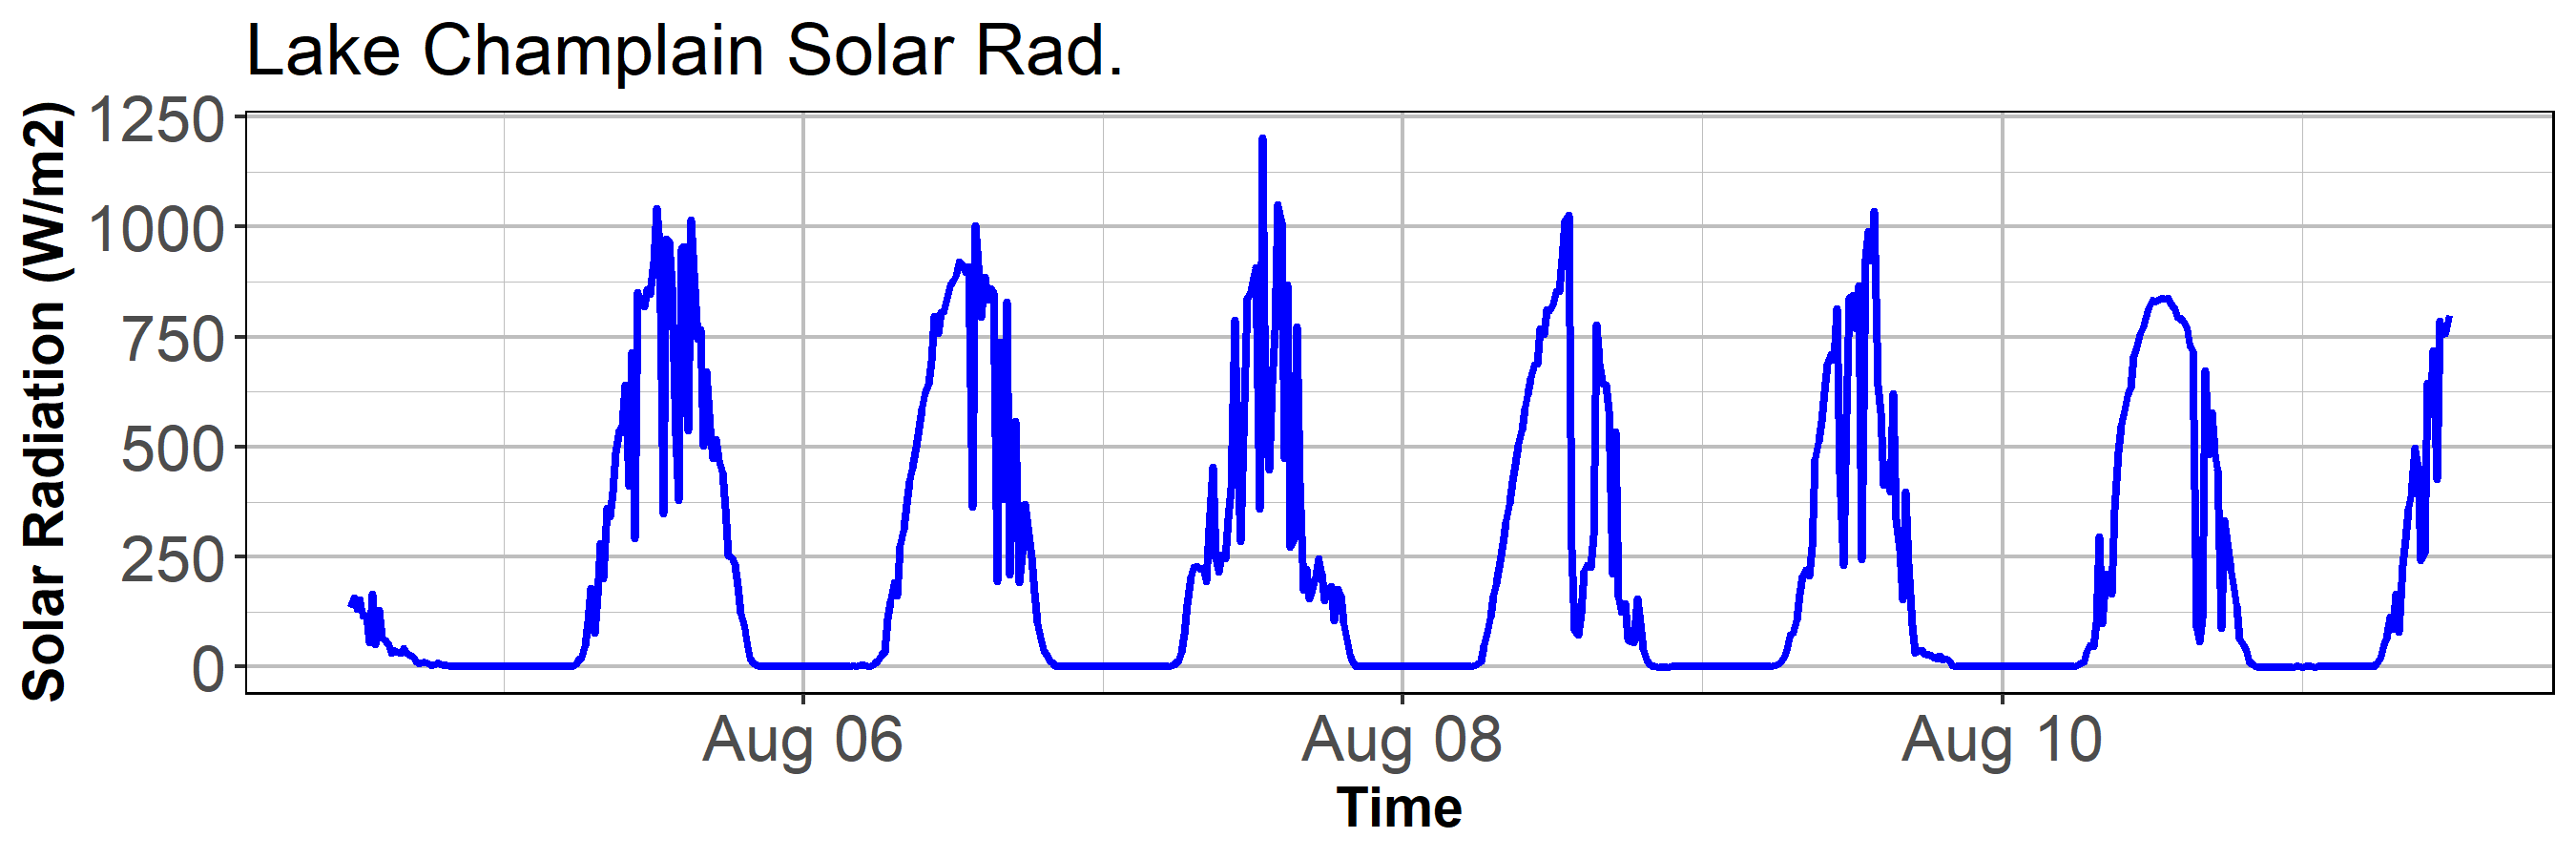 Lake Champlain Solar Rad.
Solar Radiation (W/m2)
1250
1000
750
500
250
0
Aug 06
Aug 08
Aug 10
Time